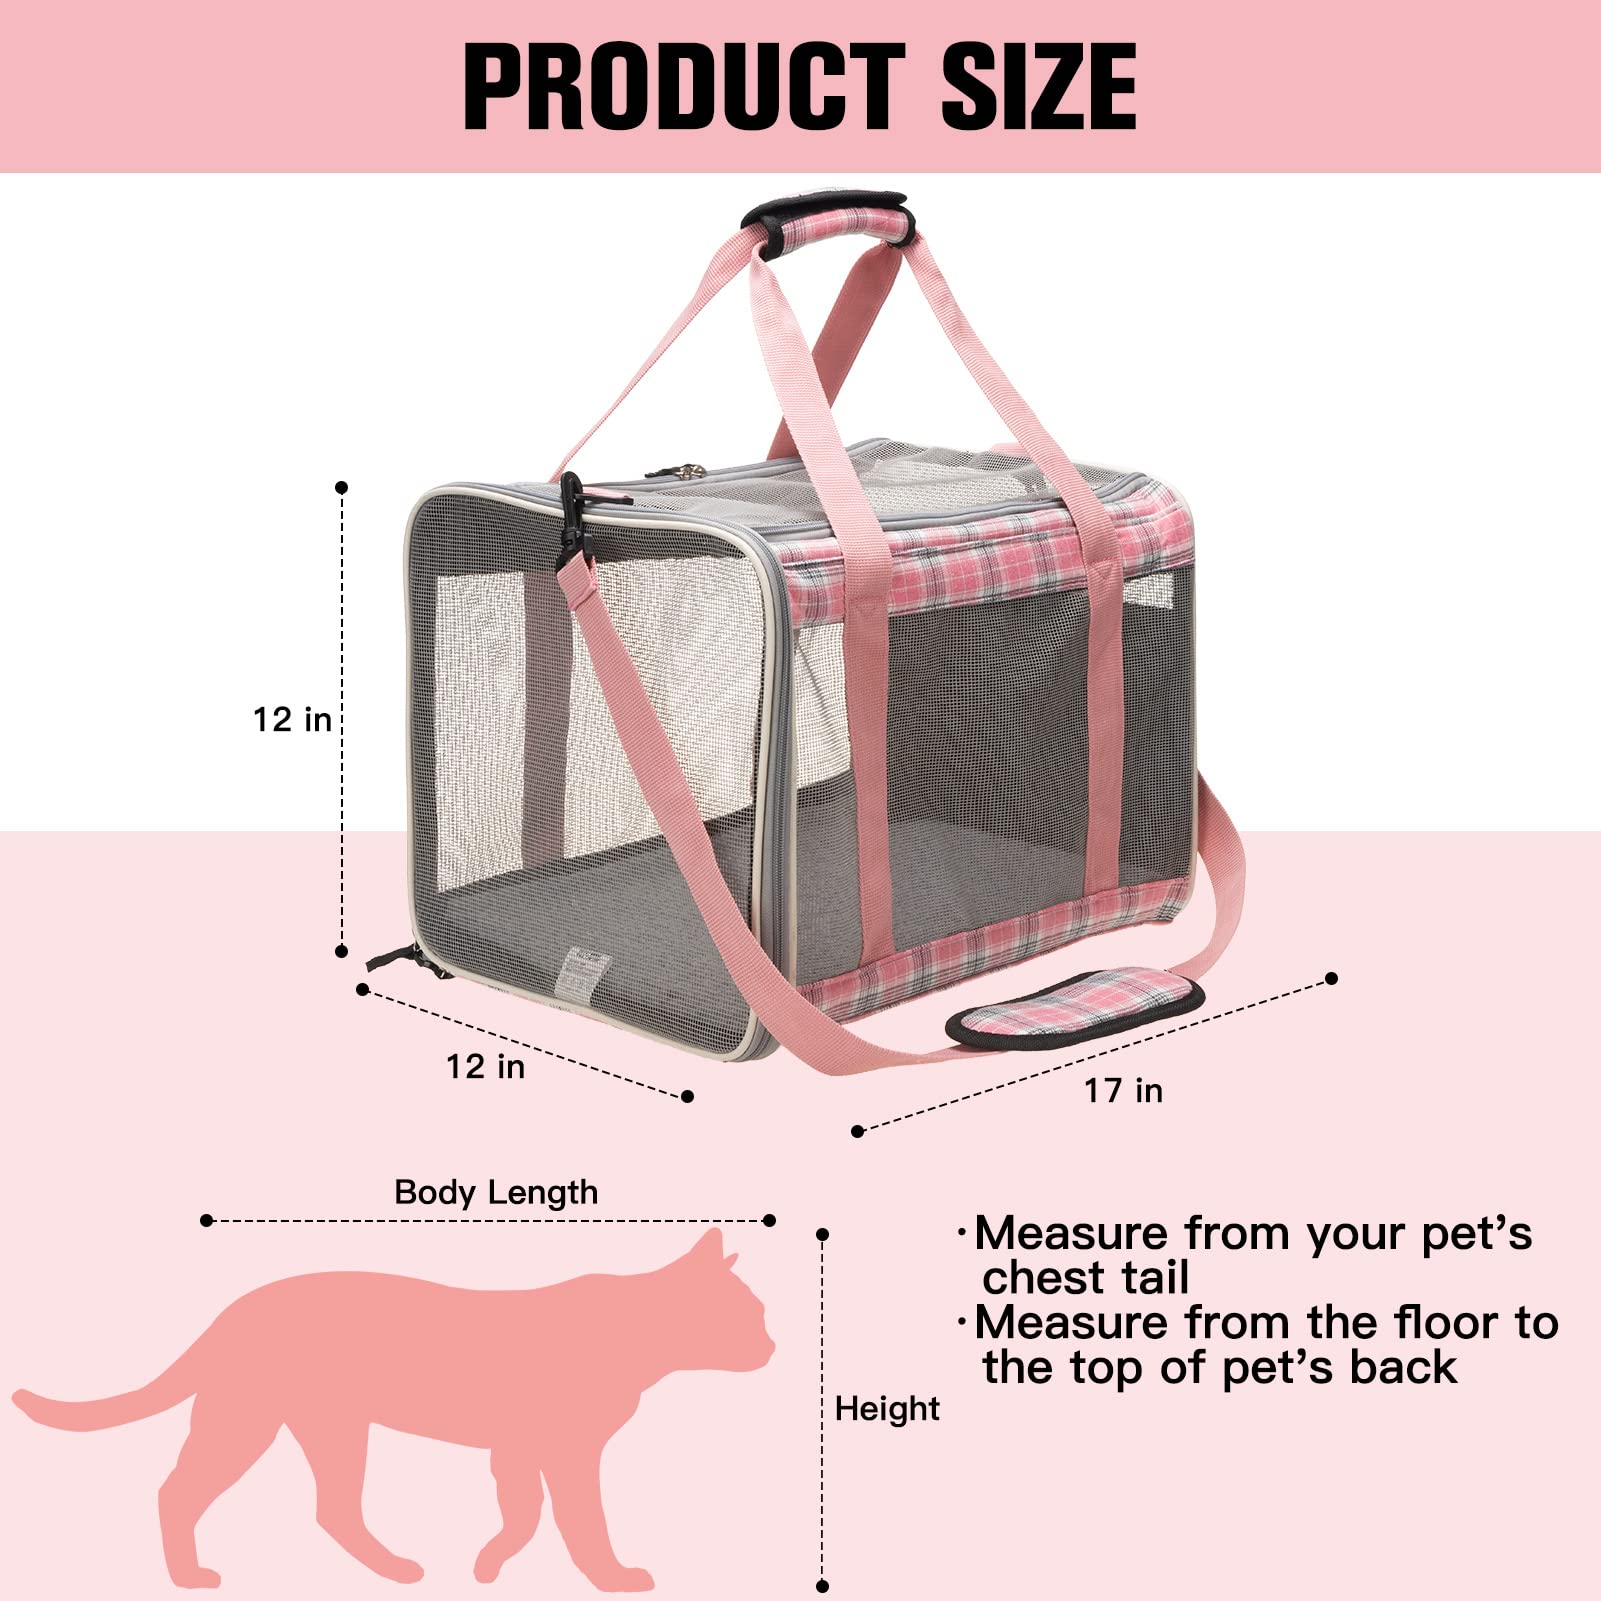 PRODUCT SIZE
12 in
12 in
17 in
Body Length
Height
·Measure from your pet's
chest tail
·Measure from the floor to
the top of pet's back